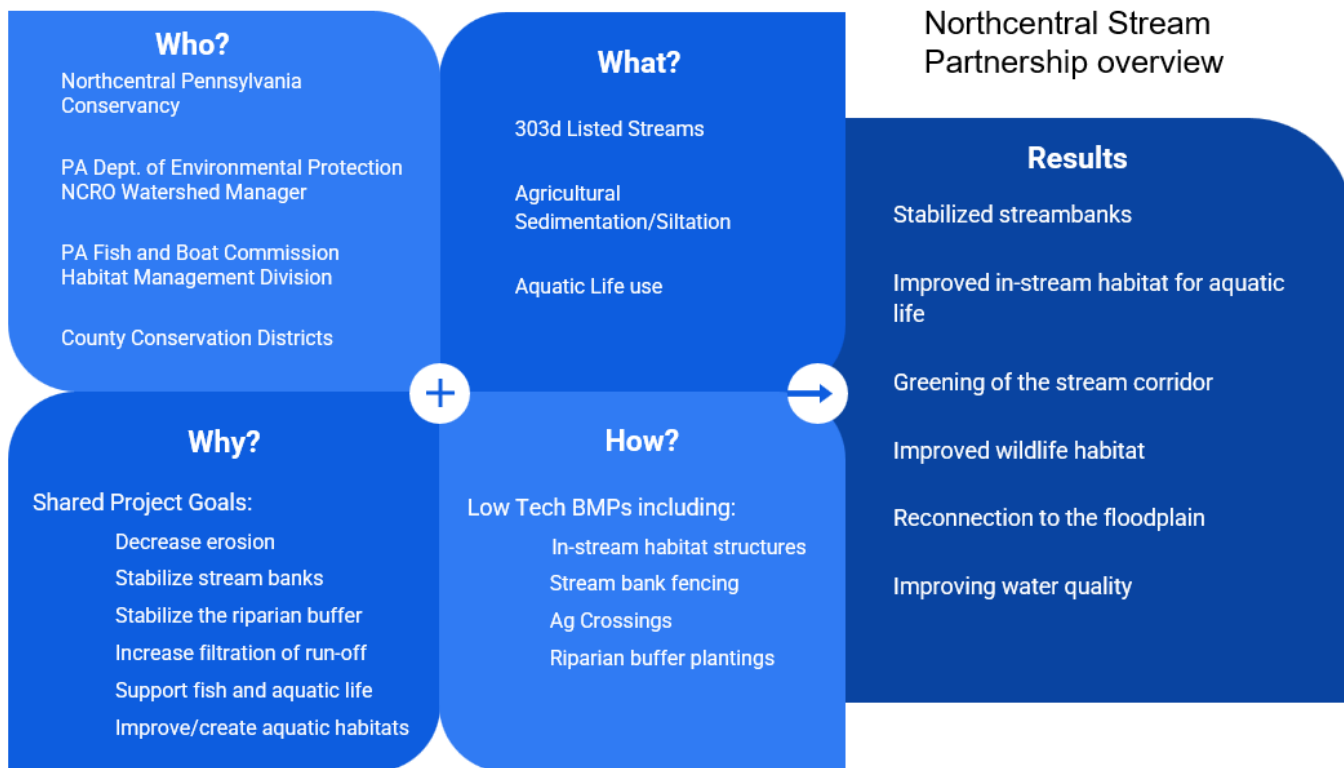 Northcentral Stream
Partnership overview
Who?
Northcentral Pennsylvania
Conservancy
PA Dept. of Environmental Protection
NCRO Watershed Manager
PA Fish and Boat Commission
Habitat Management Division
County Conservation Districts
What?
303d Listed Streams
Agricultural
Sedimentation/Siltation
Aquatic Life use
Why?
Shared Project Goals:
Decrease erosion
Stabilize stream banks
Stabilize the riparian buffer
Increase filtration of run-off
Support fish and aquatic life
Improve/create aquatic habitats
How?
Low Tech BMPs including:
In-stream habitat structures
Stream bank fencing
Ag Crossings
Riparian buffer plantings
Results
Stabilized streambanks
Improved in-stream habitat for aquatic
life
Greening of the stream corridor
Improved wildlife habitat
Reconnection to the floodplain
Improving water quality